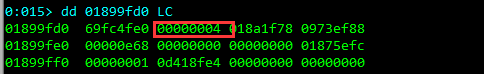 0:015> dd 01899fd0 LC
01899fd0  69fc4fe0 00000004 018a1f78 0973ef88
01899fe0  00000e68 00000000 00000000 01875efc
01899ff0  00000001 0d418fe4 00000000 00000000